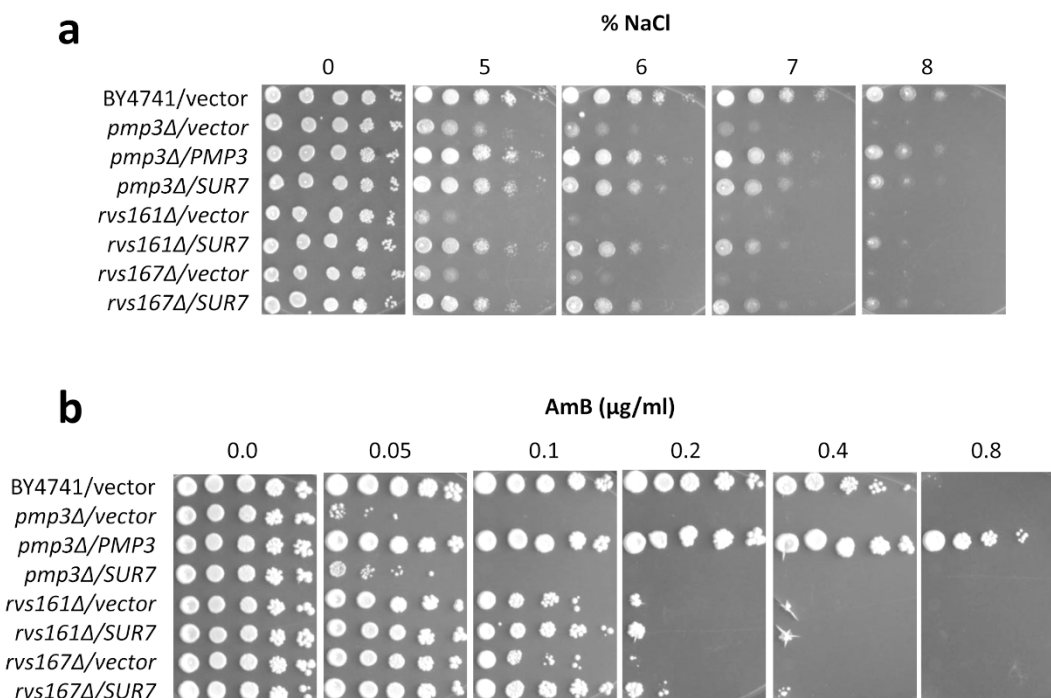 a
% NaCl
0 5 6 7 8
BY4741/vector
pmp3Δ/vector
pmp3Δ/PMP3
pmp3Δ/SUR7
rvs161Δ/vector
rvs161Δ/SUR7
rvs167Δ/vector
rvs167Δ/SUR7
b
AmB (µg/ml)
0.0 0.05 0.1 0.2 0.4 0.8
BY4741/vector
pmp3Δ/vector
pmp3Δ/PMP3
pmp3Δ/SUR7
rvs161Δ/vector
rvs161Δ/SUR7
rvs167Δ/vector
rvs167Δ/SUR7